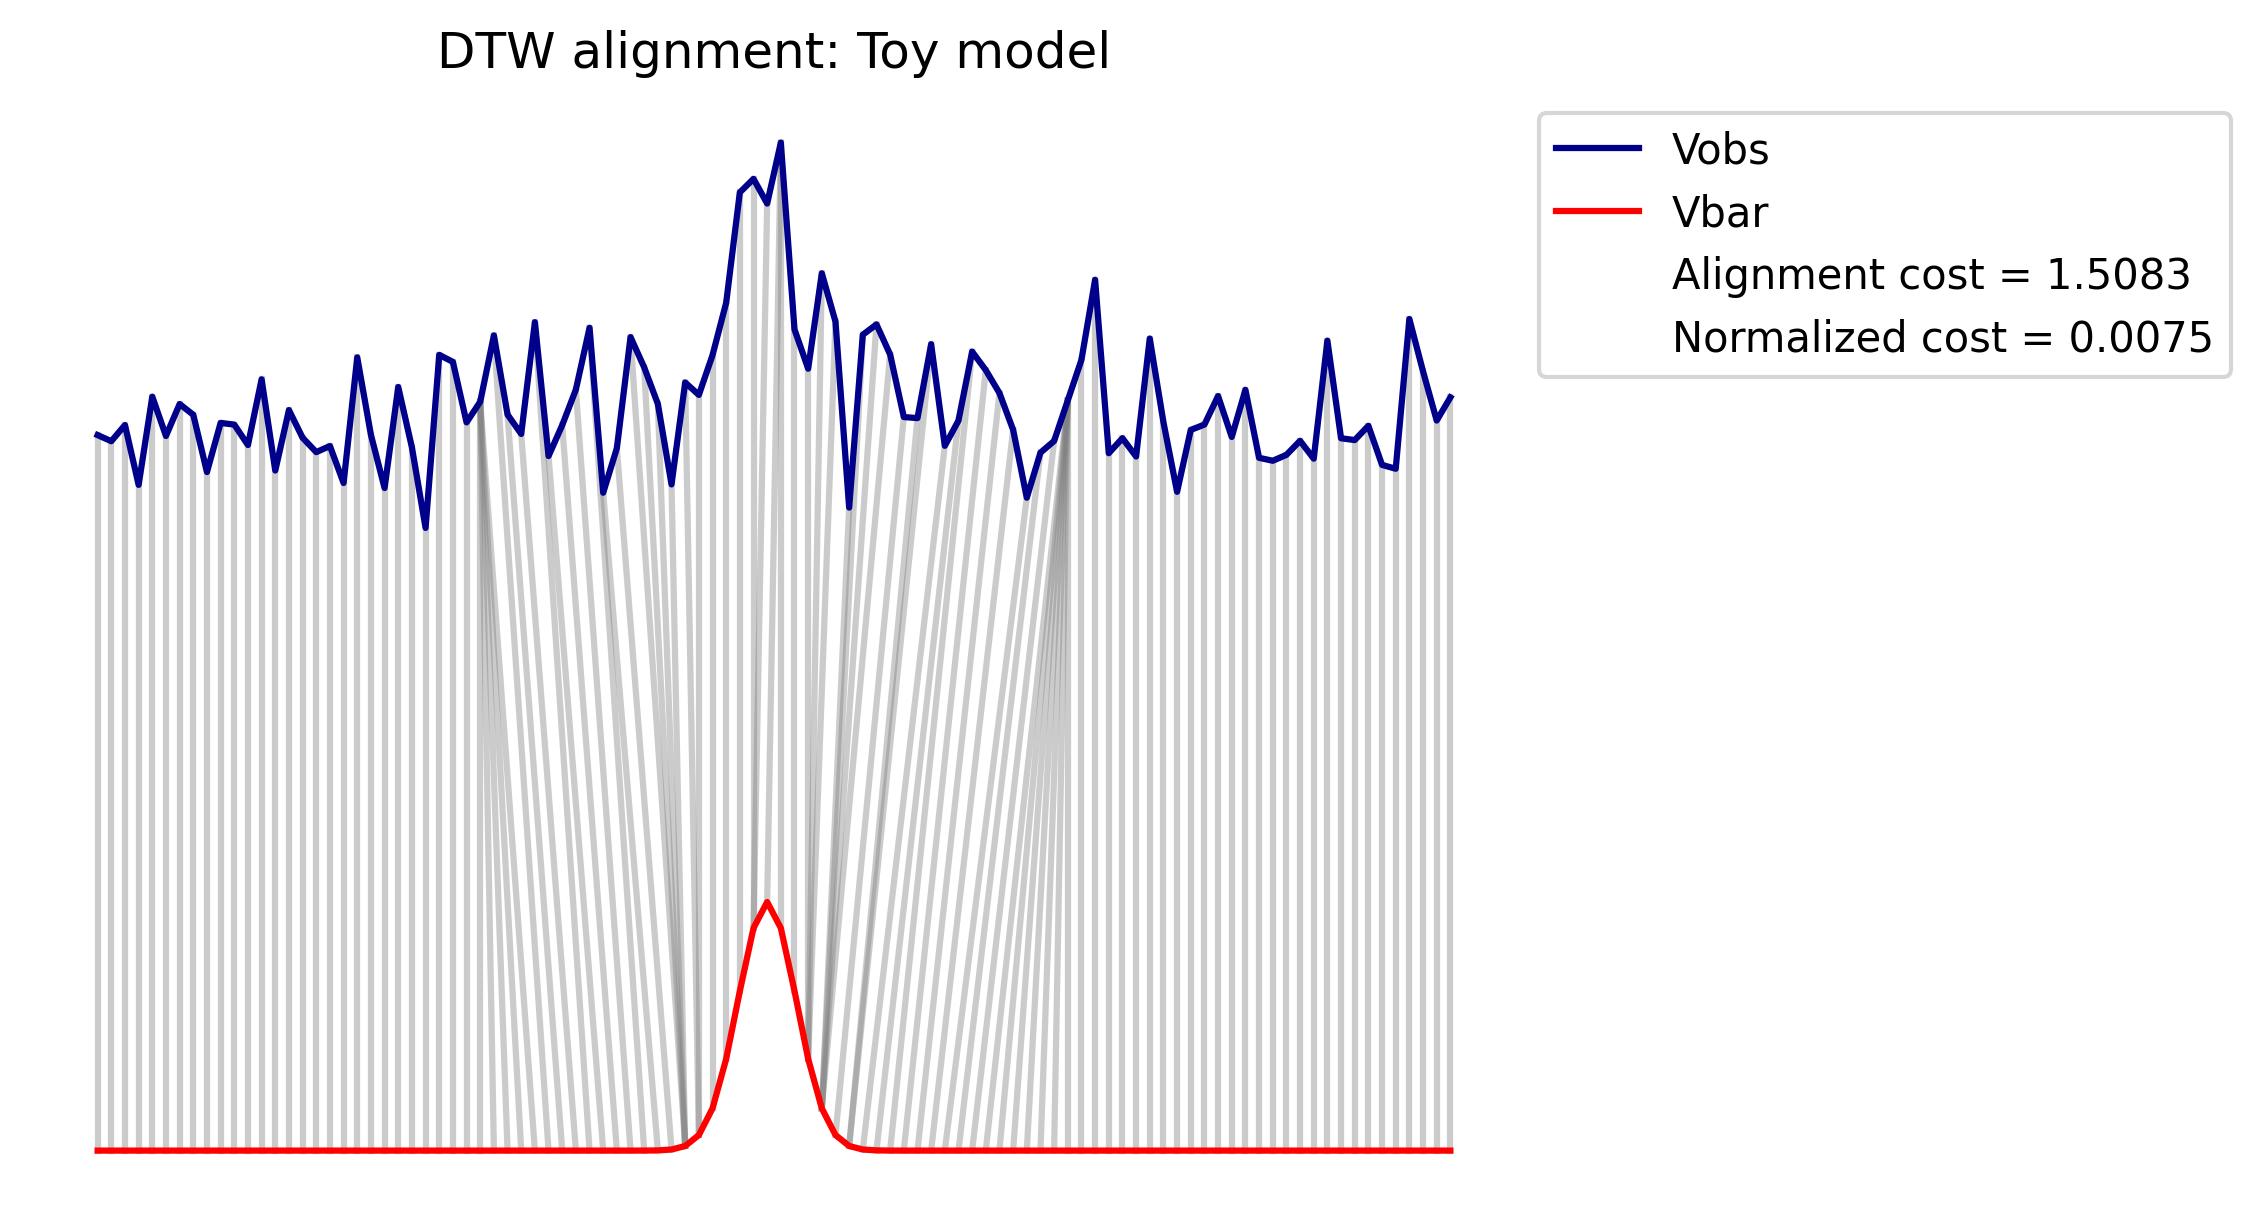 DTW alignment: Toy model
Vobs
Vbar
Alignment cost = 1.5083
Normalized cost = 0.0075